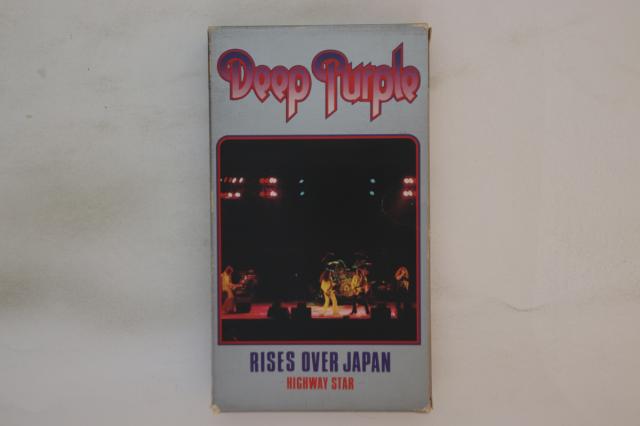 Deep Purple
RISES OVER JAPAN
- HIGHWAY STAR -